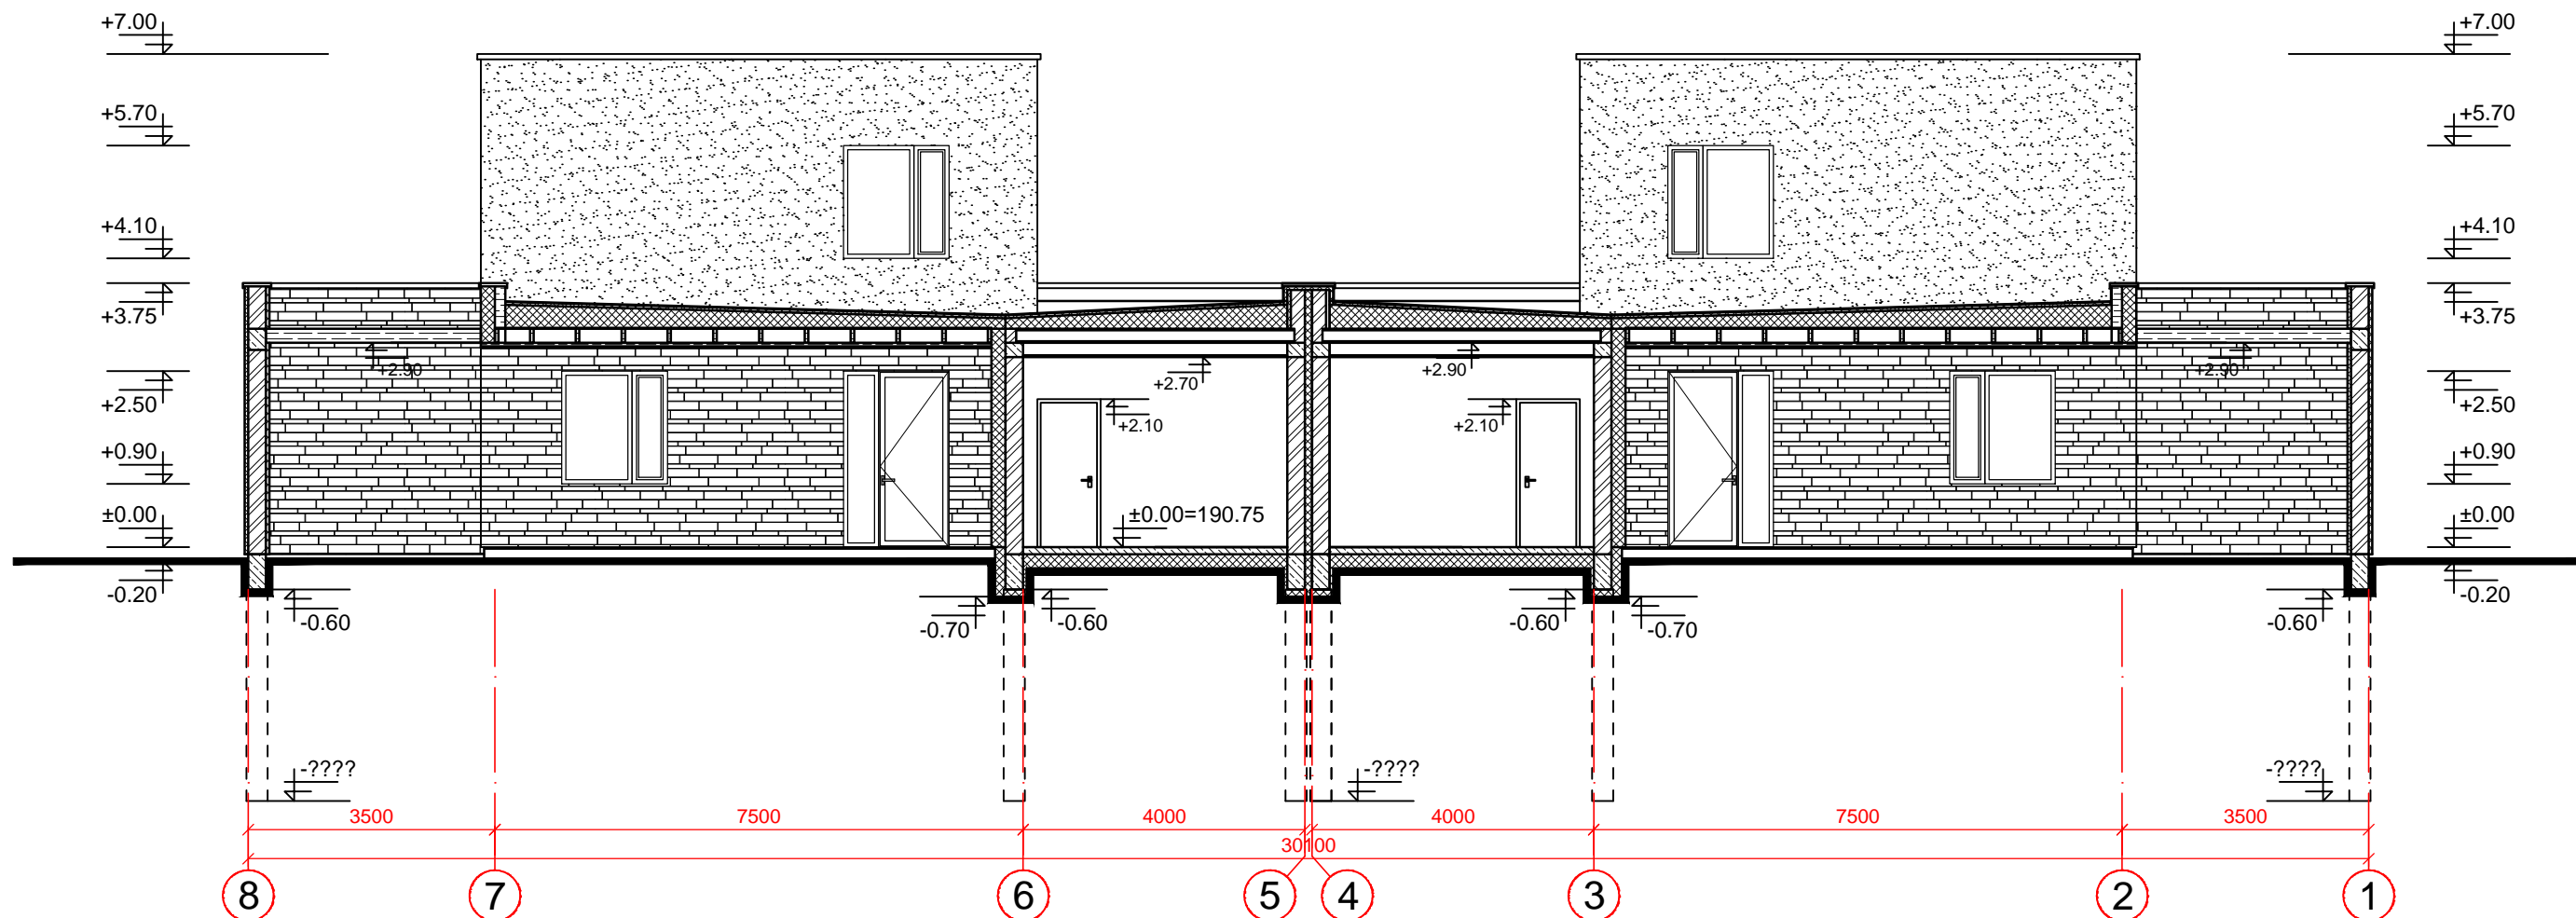 +7.00 +7.00
+5.70 +5.70
+4.10 +4.10
+3.75 +3.75
+2.90 +2.70 +2.90 +2.90
+2.50 +2.50
+2.10 +2.10
+0.90 +0.90
±0.00 ±0.00=190.75 ±0.00
-0.20 -0.20
-0.60 -0.70 -0.60 -0.60 -0.70 -0.60
-???? -???? -????
3500 7500 4000 4000 7500 3500
30100
8 7 6 5 4 3 2 1